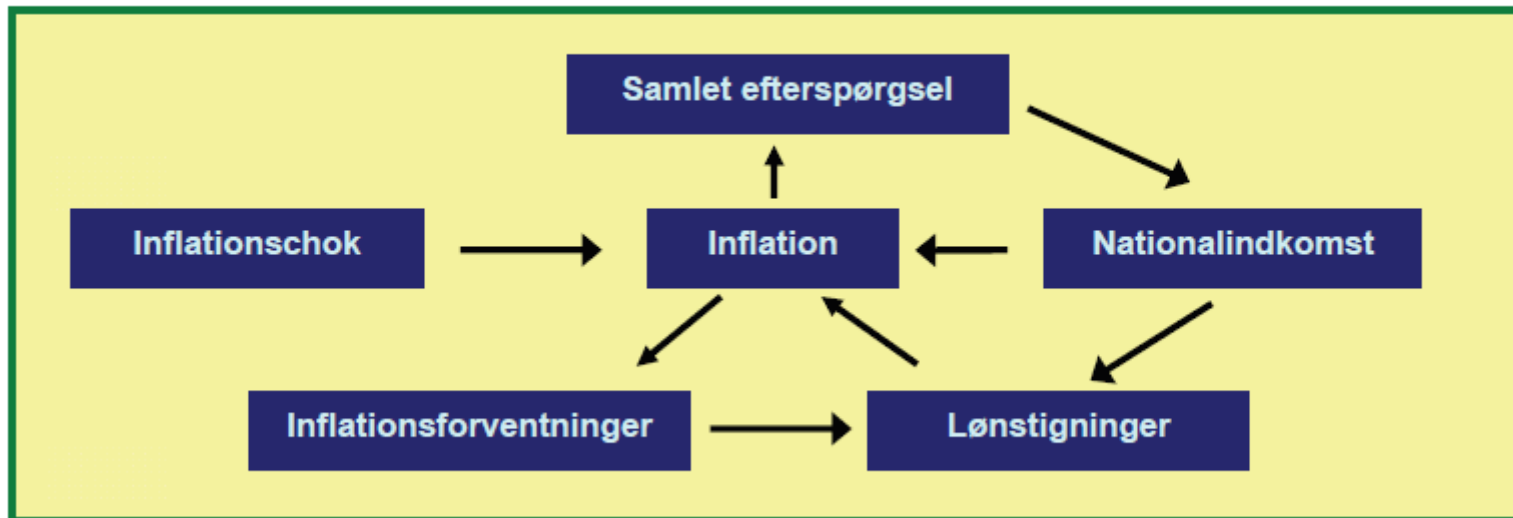 Samlet efterspørgsel
Inflationschok
Inflation
Nationalindkomst
Inflationsforventninger
Lønstigninger